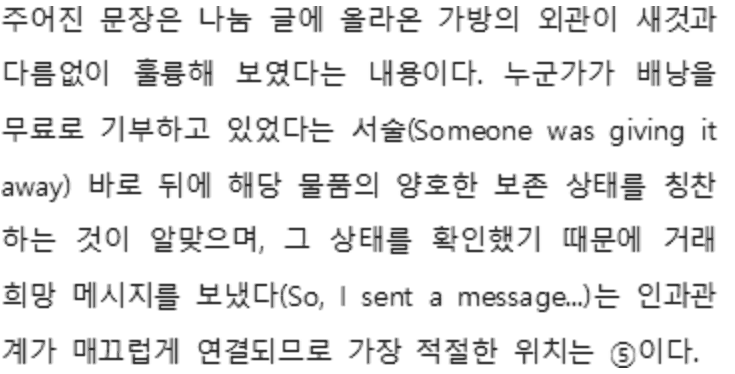 주어진 문장은 나눔 글에 올라온 가방의 외관이 새것과
다름없이 훌륭해 보였다는 내용이다. 누군가가 배낭을
무료로 기부하고 있었다는 서술(Someone was giving it
away) 바로 뒤에 해당 물품의 양호한 보존 상태를 칭찬
하는 것이 알맞으며, 그 상태를 확인했기 때문에 거래
희망 메시지를 보냈다(So, I sent a message...)는 인과관
계가 매끄럽게 연결되므로 가장 적절한 위치는 ⑤이다.